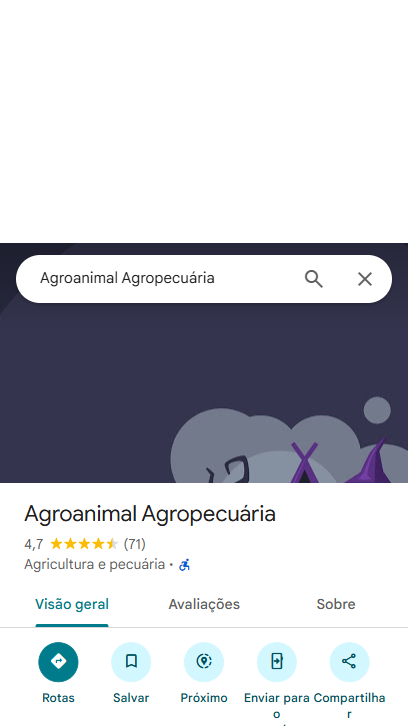 Agroanimal Agropecuária
Agroanimal Agropecuária
4,7 (71)
Agricultura e pecuária ·
Visão geral Avaliações Sobre
Rotas Salvar Próximo Enviar para o Compartilhar